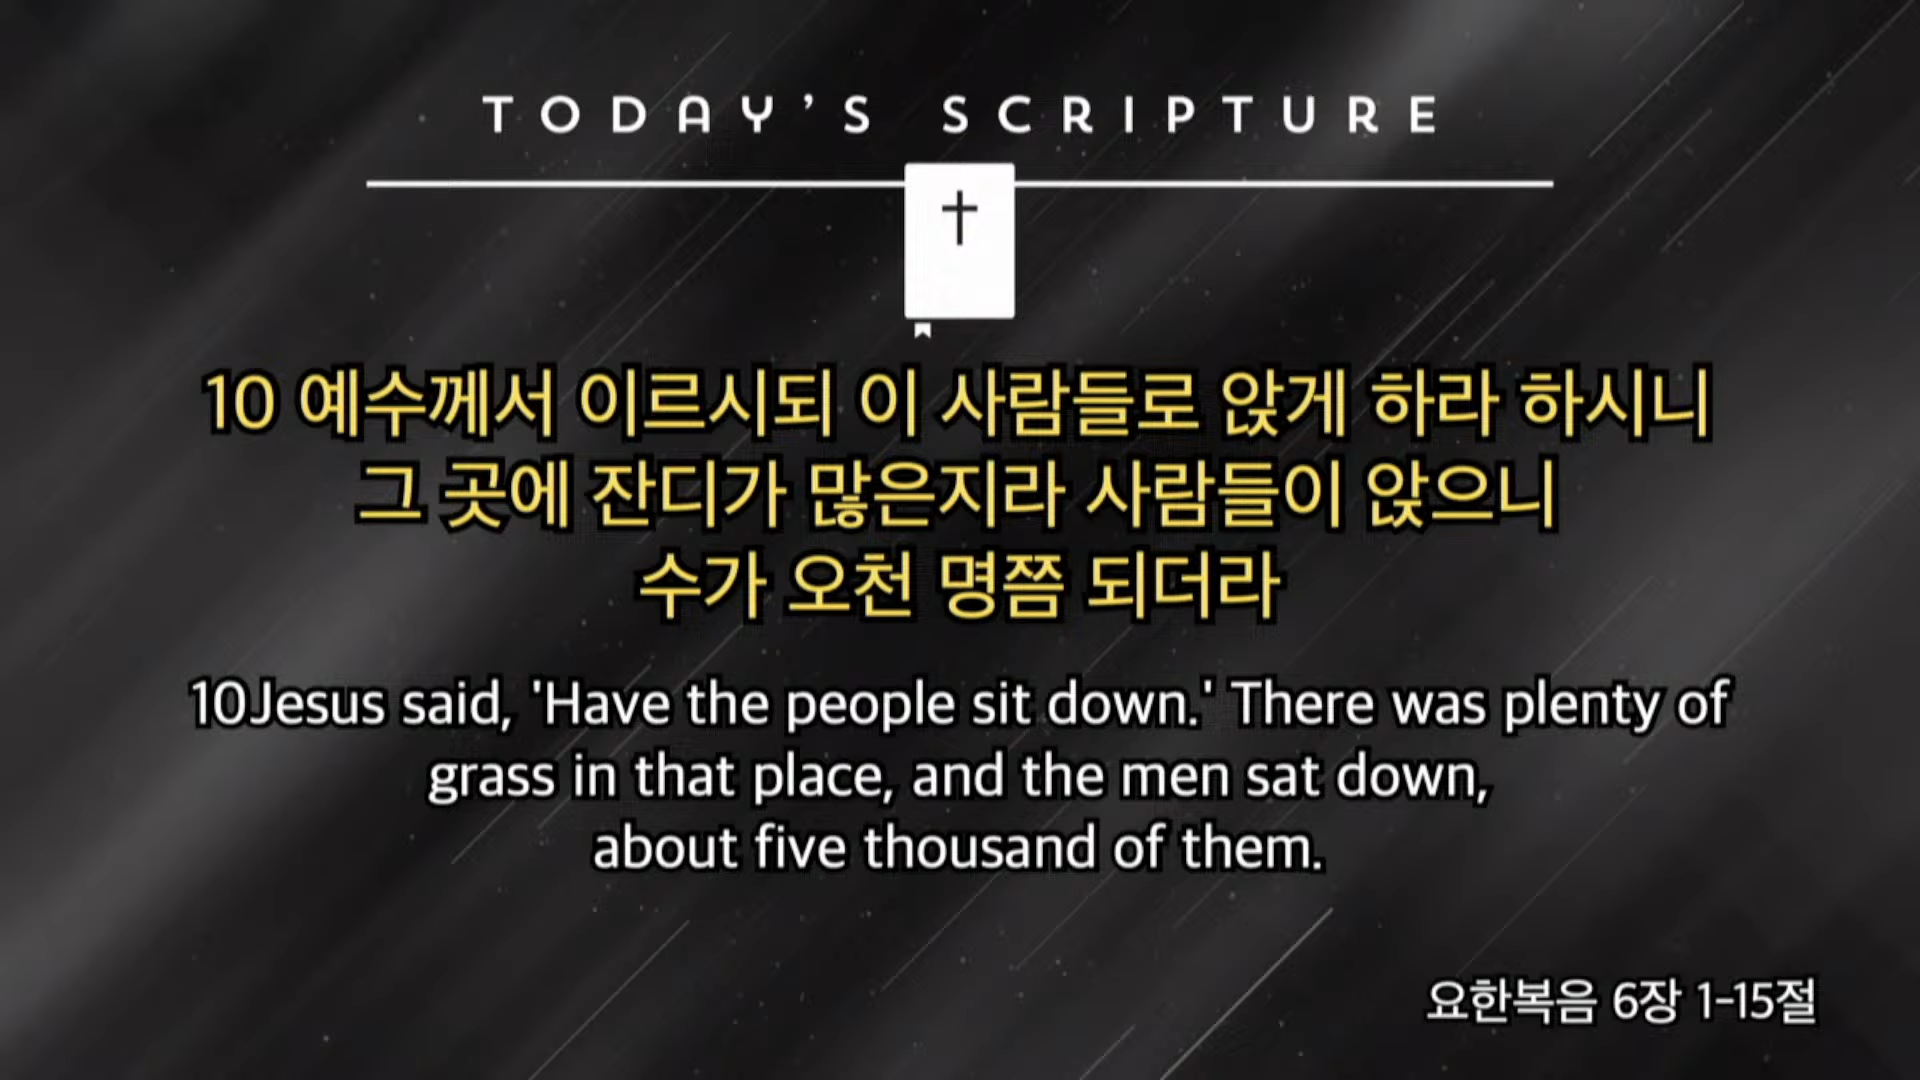 TODAY'S SCRIPTURE
10 예수께서 이르시되 이 사람들로 앉게 하라 하시니
그 곳에 잔디가 많은지라 사람들이 앉으니
수가 오천 명쯤 되더라
10Jesus said, 'Have the people sit down.' There was plenty of
grass in that place, and the men sat down,
about five thousand of them.
요한복음 6장 1-15절